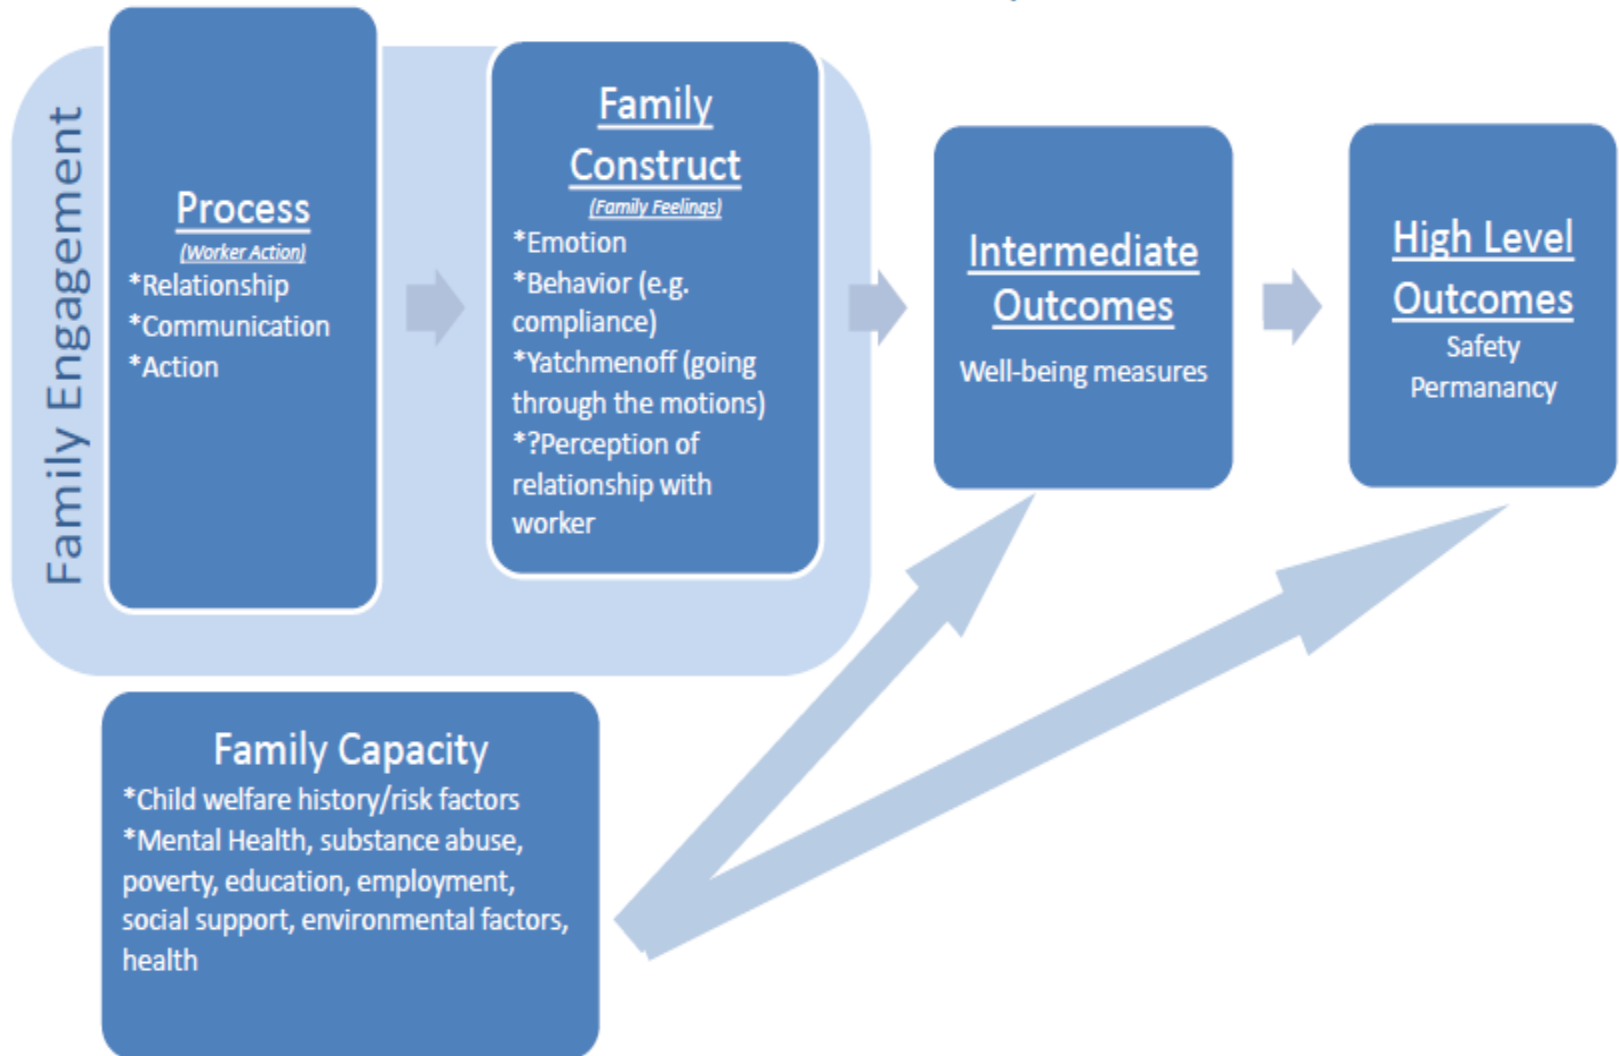 Family Engagement
Process
(Worker Action)
*Relationship
*Communication
*Action
Family
Construct
(Family Feelings)
*Emotion
*Behavior (e.g.
compliance)
*Yatchmenoff (going
through the motions)
*?Perception of
relationship with
worker
Intermediate
Outcomes
Well-being measures
High Level
Outcomes
Safety
Permanancy
Family Capacity
*Child welfare history/risk factors
*Mental Health, substance abuse,
poverty, education, employment,
social support, environmental factors,
health